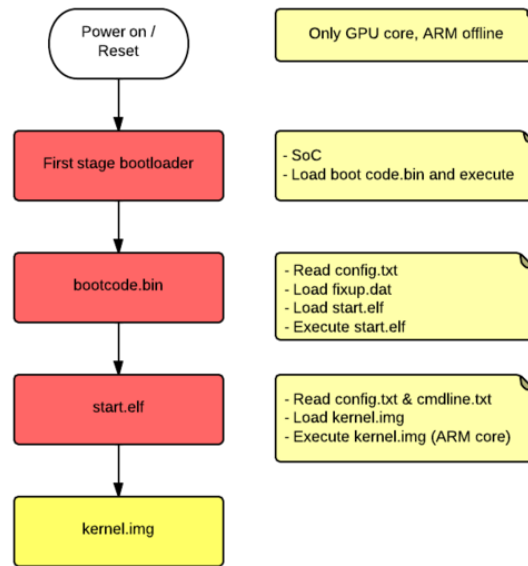 Power on /
Reset
Only GPU core, ARM offline
First stage bootloader
- SoC
- Load boot code.bin and execute
bootcode.bin
- Read config.txt
- Load fixup.dat
- Load start.elf
- Execute start.elf
start.elf
- Read config.txt & cmdline.txt
- Load kernel.img
- Execute kernel.img (ARM core)
kernel.img